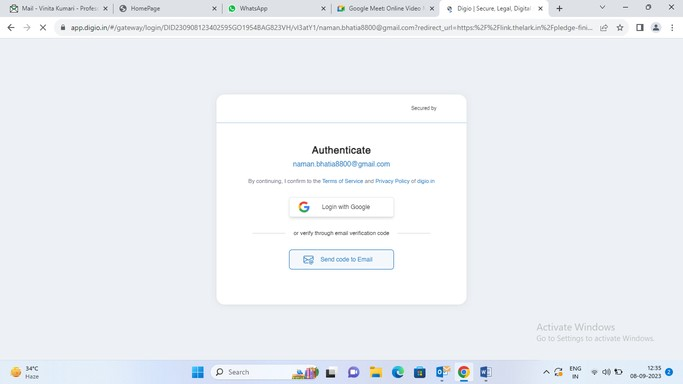 Mail - Vinita Kumari - Profes
HomePage
WhatsApp
Google Meet: Online Video
Digio | Secure, Legal, Digital
app.digio.in/#/gateway/login/DID230908123402595GO1954BAG823VH/vI3atY1/naman.bhatia8800@gmail.com?redirect_url=https:%2F%2Flink.thelark.in%2Fpledge-fini...
Secured by
Authenticate
naman.bhatia8800@gmail.com
By continuing, I confirm to the Terms of Service and Privacy Policy of digio.in
Login with Google
or verify through email verification code
Send code to Email
Activate Windows
Go to Settings to activate Windows.
34°C
Haze
Search
ENG
IN
12:35
08-09-2023
2